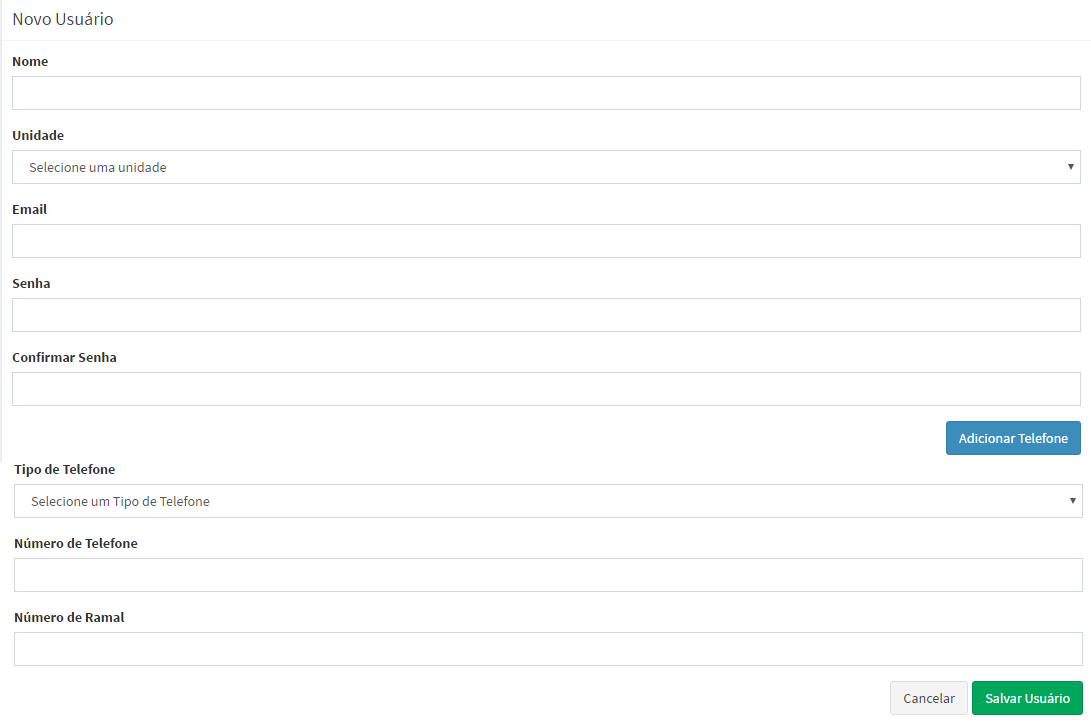 Novo Usuário
Nome
Unidade
Selecione uma unidade
Email
Senha
Confirmar Senha
Adicionar Telefone
Tipo de Telefone
Selecione um Tipo de Telefone
Número de Telefone
Número de Ramal
Cancelar Salvar Usuário